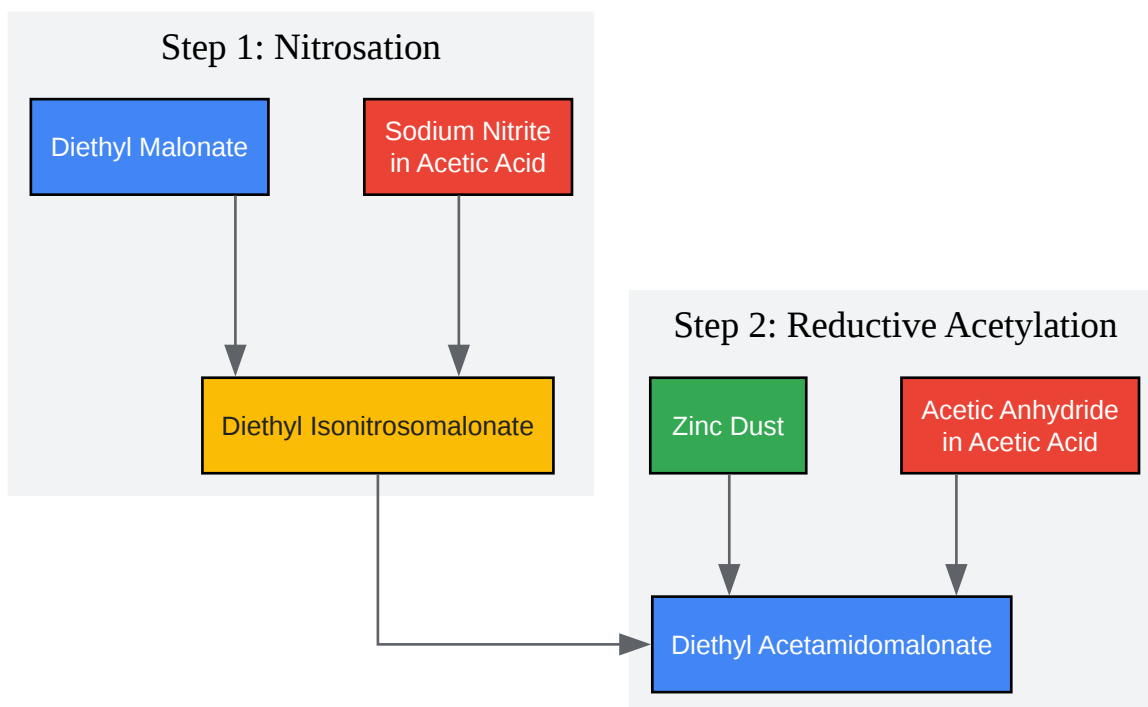 Step 1: Nitrosation
Diethyl Malonate
Sodium Nitrite
in Acetic Acid
Diethyl Isonitrosomalonate
Step 2: Reductive Acetylation
Zinc Dust
Acetic Anhydride
in Acetic Acid
Diethyl Acetamidomalonate